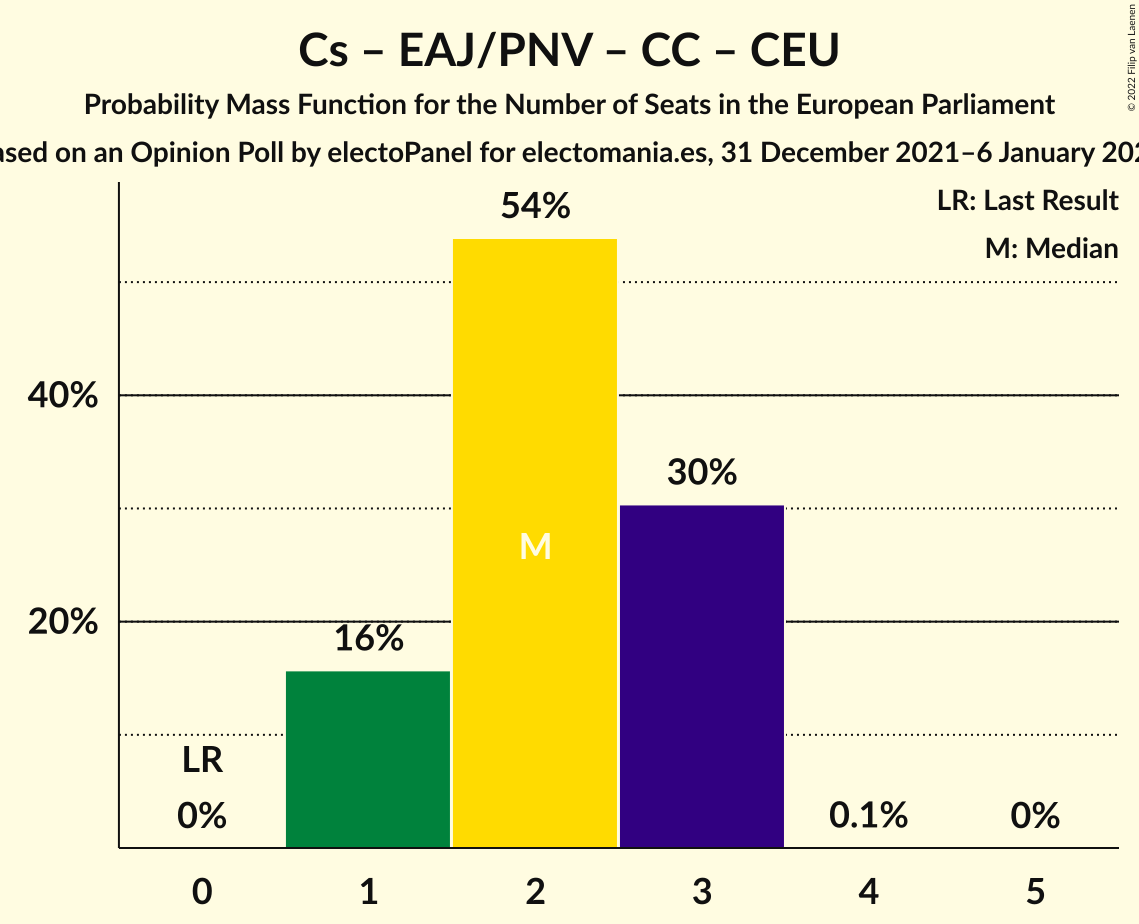 Cs – EAJ/PNV – CC – CEU
Probability Mass Function for the Number of Seats in the European Parliament
on an Opinion Poll by electoPanel for electomania.es, 31 December 2021–6 January
© 2022 Filip van Laenen
LR: Last Result
M: Median
54%
40%
30%
M
20%
16%
LR
0%
0.1%
0%
0 1 2 3 4 5